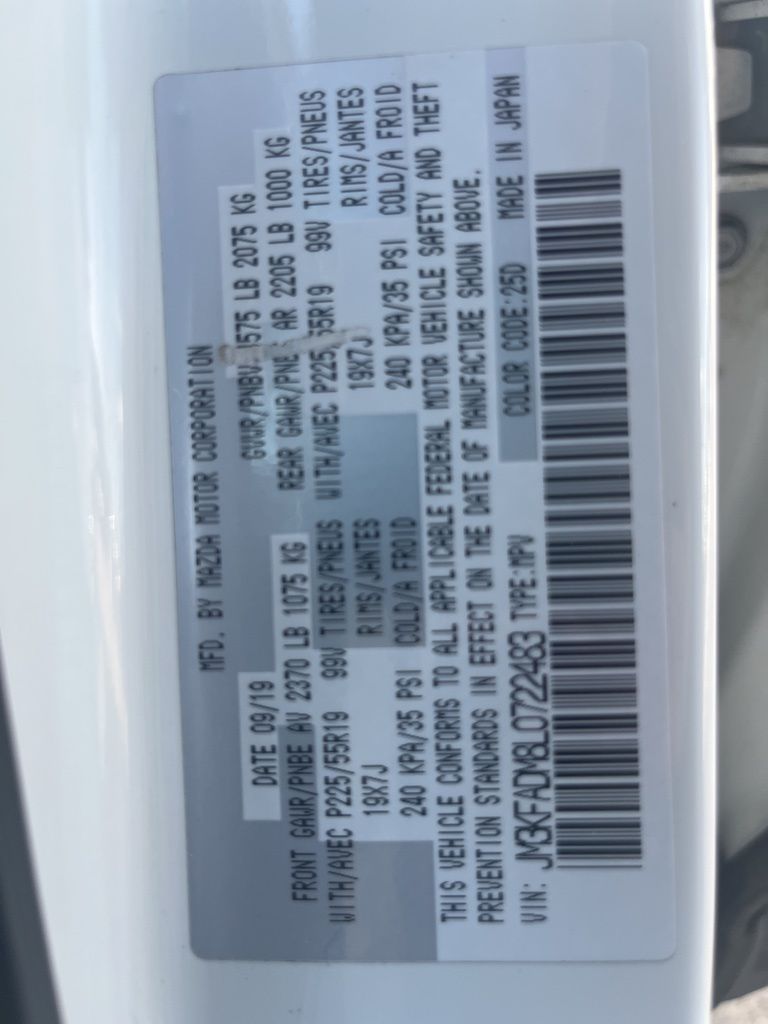 MFD. BY MAZDA MOTOR CORPORATION
DATE 09/19 GVWR/PNBV 575 LB 2075 KG
FRONT GAWR/PNBE AV 2370 LB 1075 KG REAR GAWR/PNBE AR 2205 LB 1000 KG
WITH/AVEC P225/55R19 99V TIRES/PNEUS WITH/AVEC P225/55R19 99V TIRES/PNEUS
19X7J RIMS/JANTES 19X7J RIMS/JANTES
240 KPA/35 PSI COLD/A FROID 240 KPA/35 PSI COLD/A FROID
THIS VEHICLE CONFORMS TO ALL APPLICABLE FEDERAL MOTOR VEHICLE SAFETY AND THEFT
PREVENTION STANDARDS IN EFFECT ON THE DATE OF MANUFACTURE SHOWN ABOVE.
VIN: JM3KFADM8L0722483 TYPE:MPV COLOR CODE:25D MADE IN JAPAN